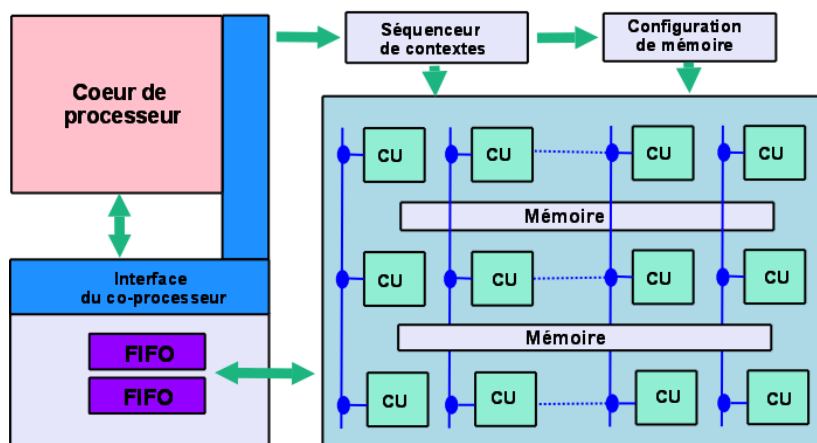 Coeur de
processeur
Séquenceur
de contextes
Configuration
de mémoire
CU
CU
CU
CU
Mémoire
CU
CU
CU
CU
Mémoire
CU
CU
CU
CU
Interface
du co-processeur
FIFO
FIFO